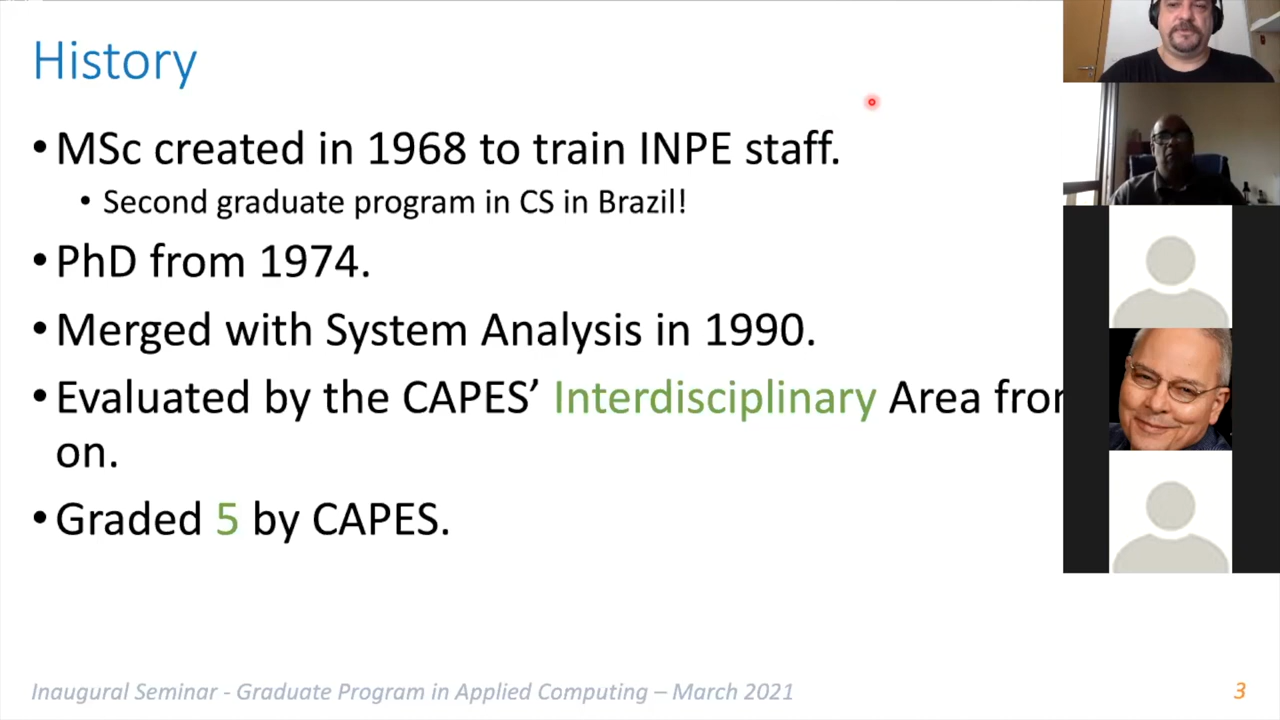 History
• MSc created in 1968 to train INPE staff.
• Second graduate program in CS in Brazil!
• PhD from 1974.
• Merged with System Analysis in 1990.
• Evaluated by the CAPES’ Interdisciplinary Area
on.
• Graded 5 by CAPES.
Inaugural Seminar - Graduate Program in Applied Computing – March 2021
3